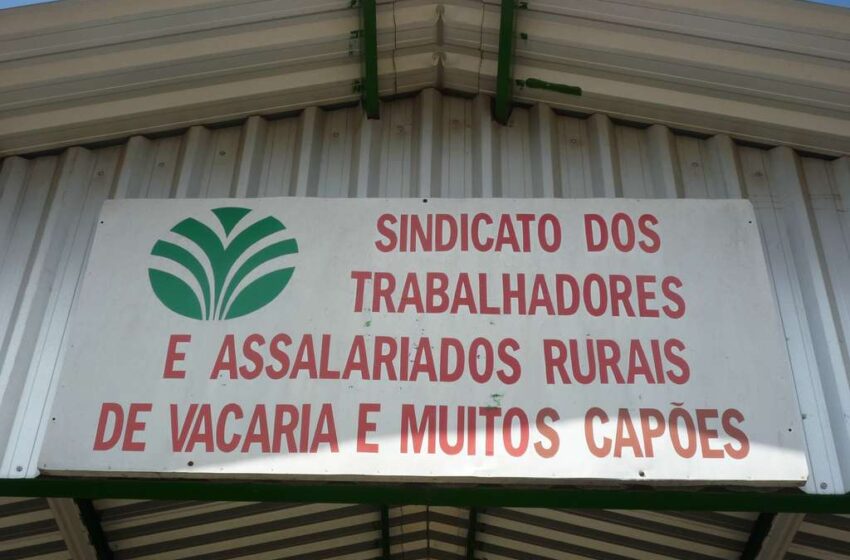 SINDICATO DOS
TRABALHADORES
E ASSALARIADOS RURAIS
DE VACARIA E MUITOS CAPÕES